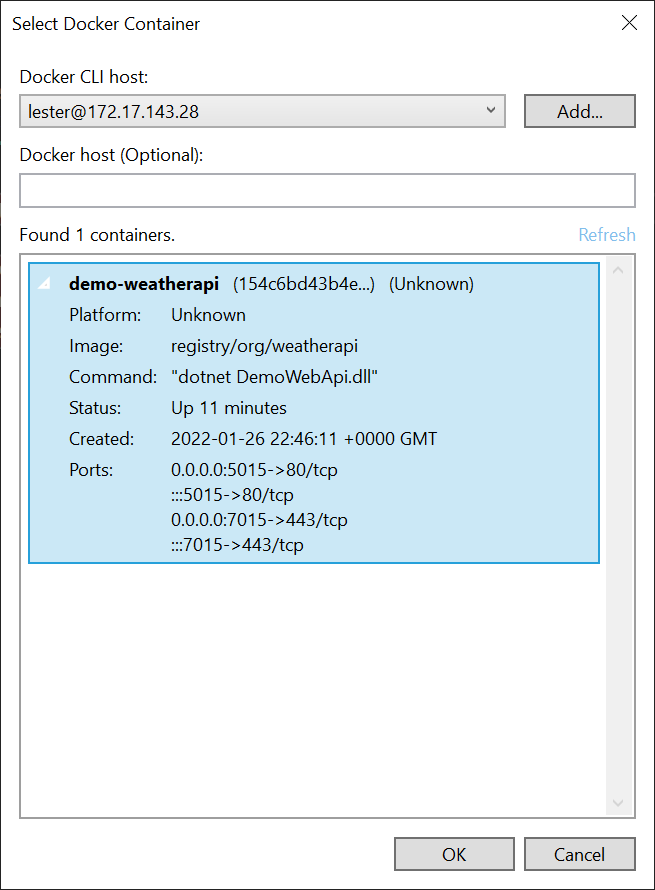 Select Docker Container
Docker CLI host:
lester@172.17.143.28
Add...
Docker host (Optional):
Found 1 containers.
Refresh
demo-weatherapi (154c6bd43b4e...) (Unknown)
Platform: Unknown
Image: registry/org/weatherapi
Command: "dotnet DemoWebApi.dll"
Status: Up 11 minutes
Created: 2022-01-26 22:46:11 +0000 GMT
Ports: 0.0.0.0:5015->80/tcp
:::5015->80/tcp
0.0.0.0:7015->443/tcp
:::7015->443/tcp
OK
Cancel